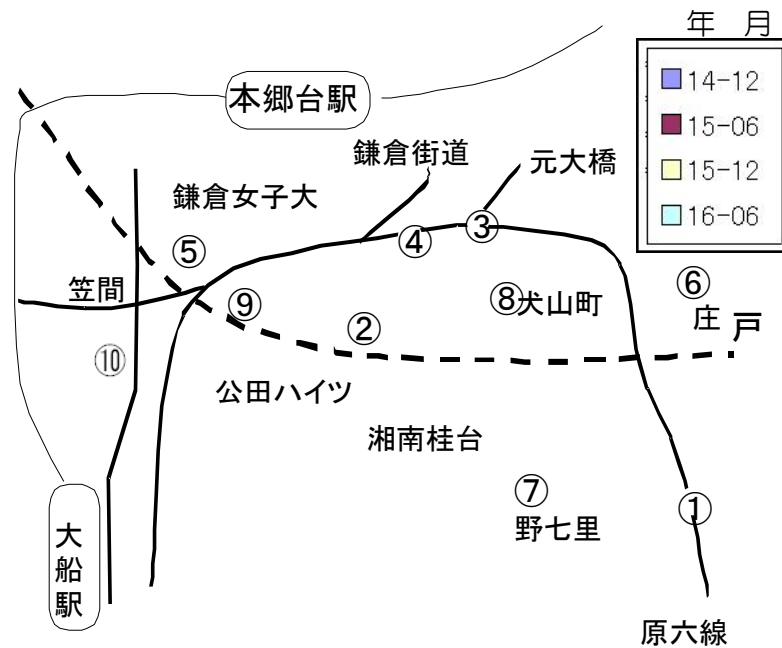 年 月
14-12
15-06
15-12
16-06
本郷台駅
鎌倉街道
元大橋
鎌倉女子大
③
④
⑤
⑥
笠間
⑨
⑧犬山町
庄戸
②
⑩
公田ハイツ
湘南桂台
⑦
野七里
①
大船駅
原六線